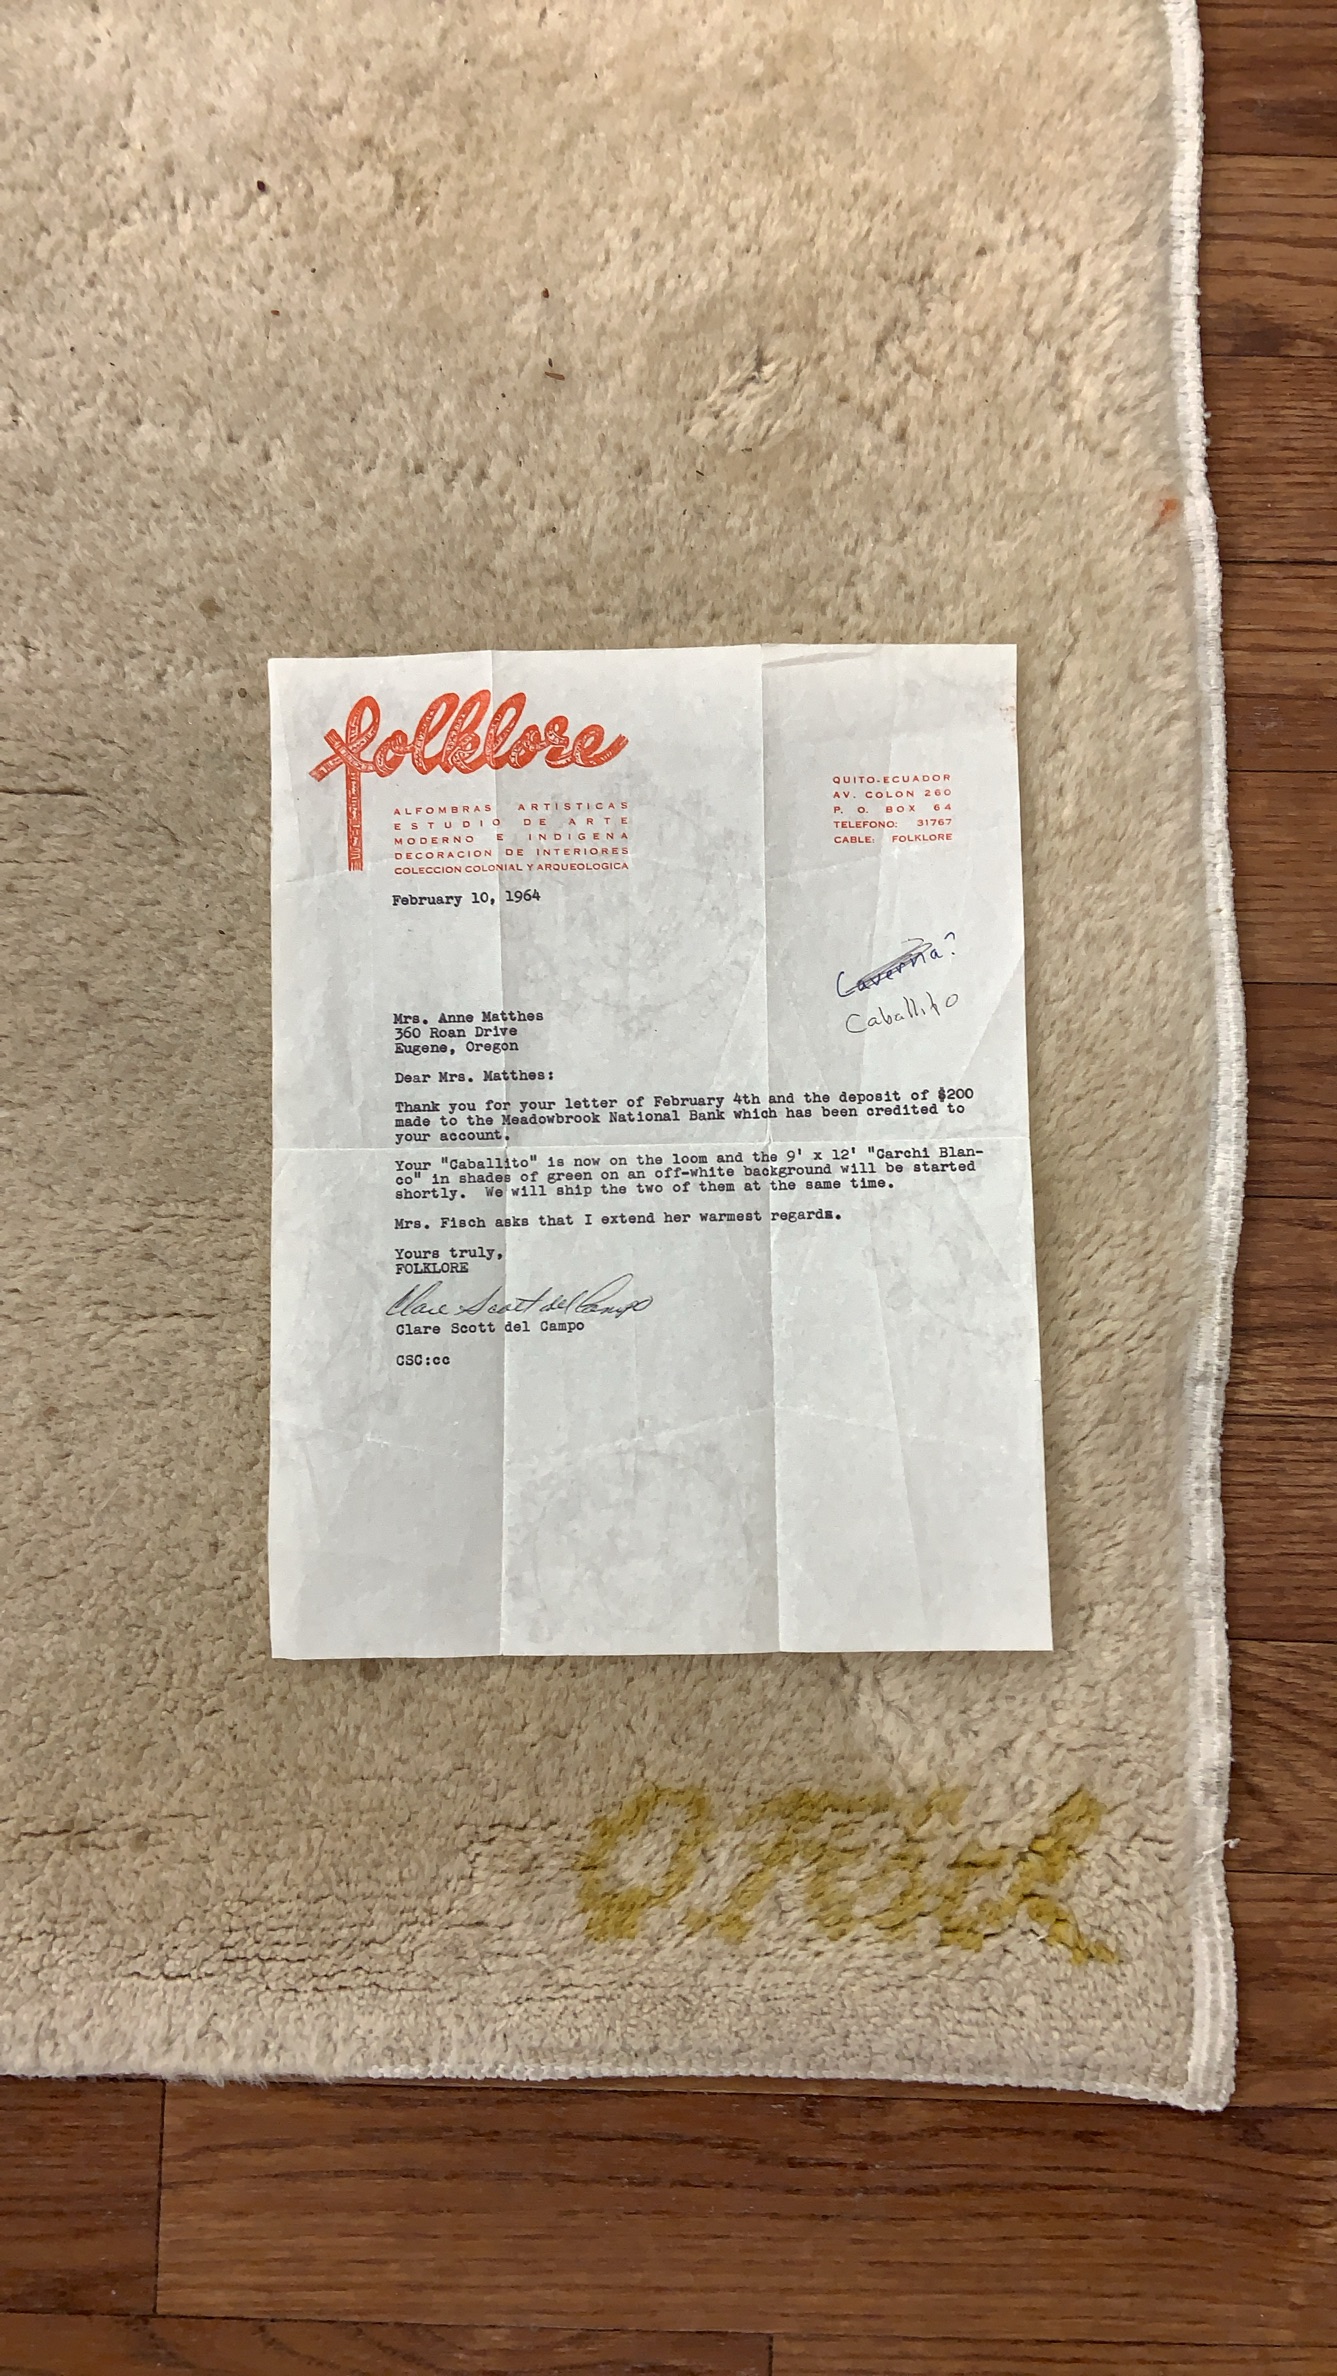 folklore
ALFOMBRAS ARTISTICAS
ESTUDIO DE ARTE
MODERNO E INDIGENA
DECORACION DE INTERIORES
COLECCION COLONIAL Y ARQUEOLOGICA
QUITO-ECUADOR
AV. COLON 260
P. O. BOX 64
TELEFONO: 31767
CABLE: FOLKLORE
February 10, 1964
Caverna?
Caballito
Mrs. Anne Matthes
360 Roan Drive
Eugene, Oregon
Dear Mrs. Matthes:
Thank you for your letter of February 4th and the deposit of $200
made to the Meadowbrook National Bank which has been credited to
your account.
Your "Caballito" is now on the loom and the 9' x 12' "Carchi Blan-
co" in shades of green on an off-white background will be started
shortly. We will ship the two of them at the same time.
Mrs. Fisch asks that I extend her warmest regards.
Yours truly,
FOLKLORE
Clare Scott del Campo
Clare Scott del Campo
CSC:cc